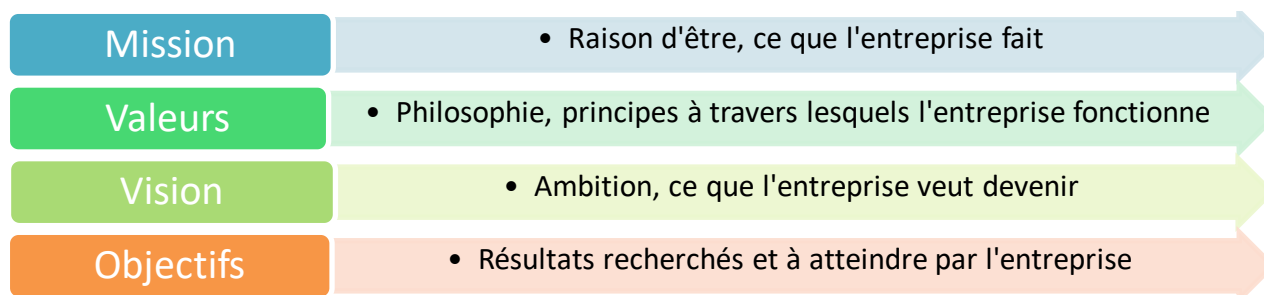 Mission
• Raison d'être, ce que l'entreprise fait
Valeurs
• Philosophie, principes à travers lesquels l'entreprise fonctionne
Vision
• Ambition, ce que l'entreprise veut devenir
Objectifs
• Résultats recherchés et à atteindre par l'entreprise